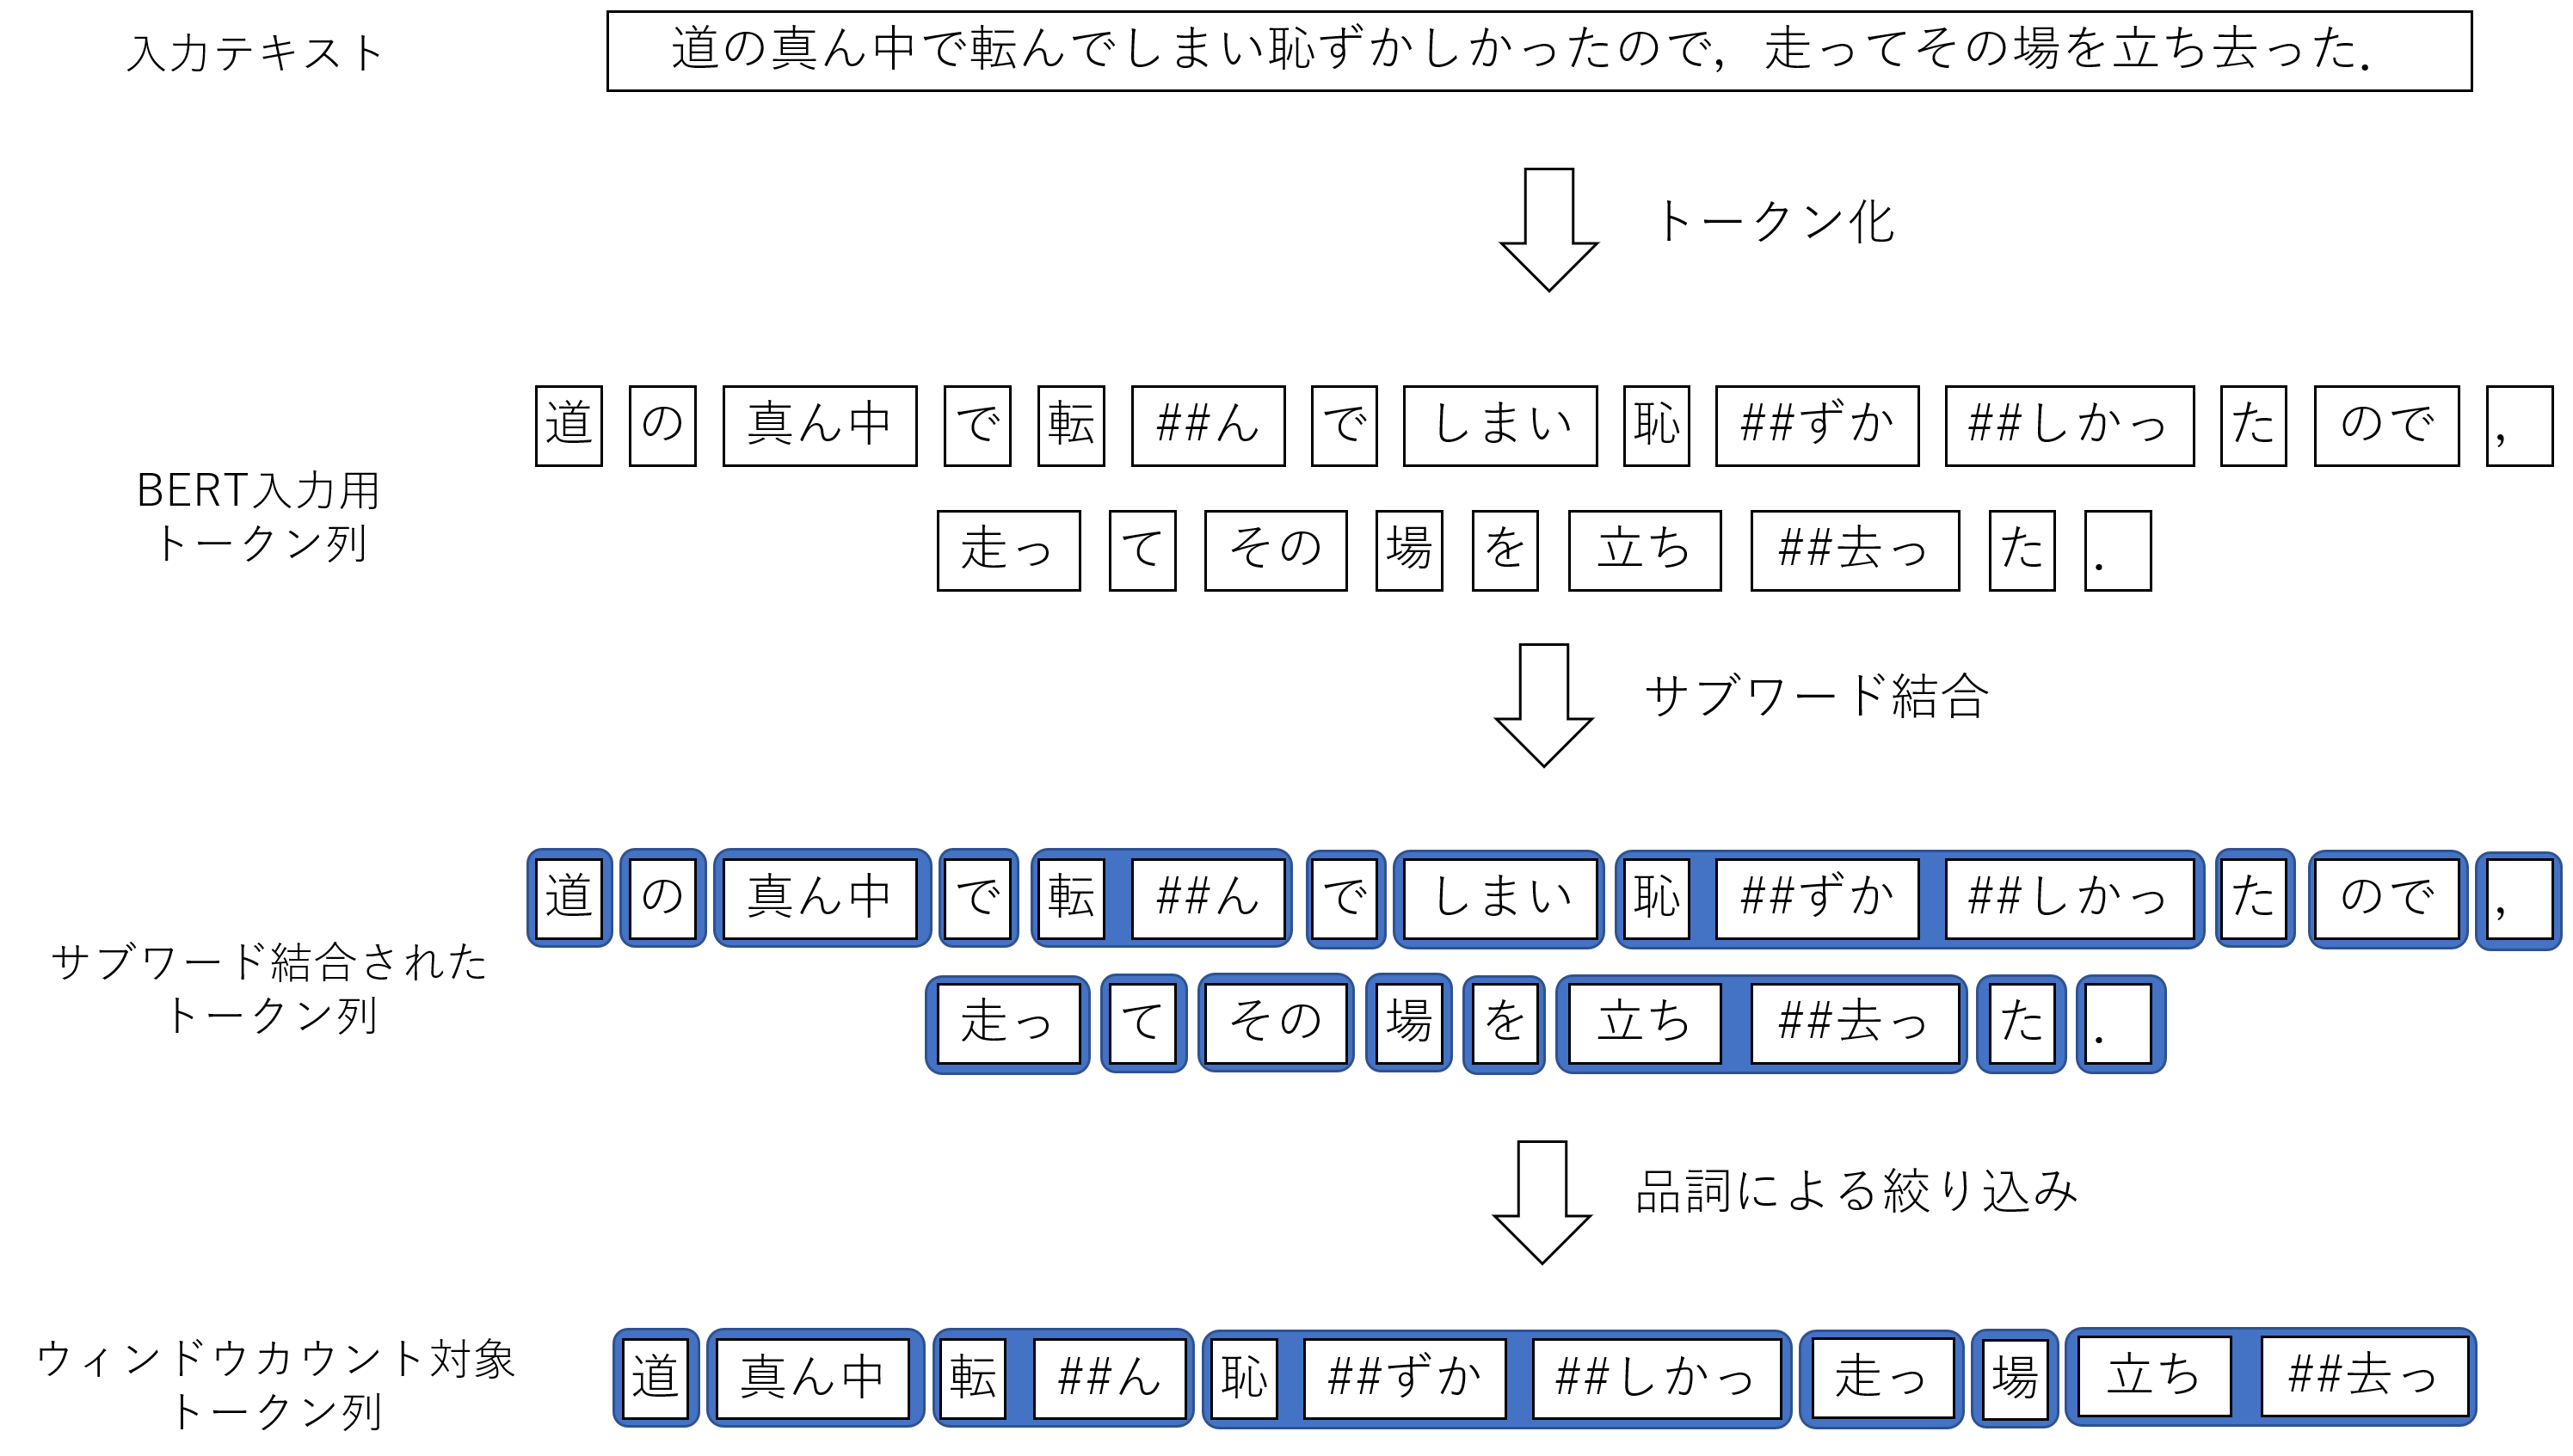 入力テキスト
道の真ん中で転んでしまい恥ずかしかったので，走ってその場を立ち去った．
トークン化
BERT入力用
トークン列
道 の 真ん中 で 転 ##ん で しまい 恥 ##ずか ##しかっ た ので ，
走っ て その 場 を 立ち ##去っ た ．
サブワード結合
サブワード結合された
トークン列
道 の 真ん中 で 転 ##ん で しまい 恥 ##ずか ##しかっ た ので ，
走っ て その 場 を 立ち ##去っ た ．
品詞による絞り込み
ウィンドウカウント対象
トークン列
道 真ん中 転 ##ん 恥 ##ずか ##しかっ 走っ 場 立ち ##去っ